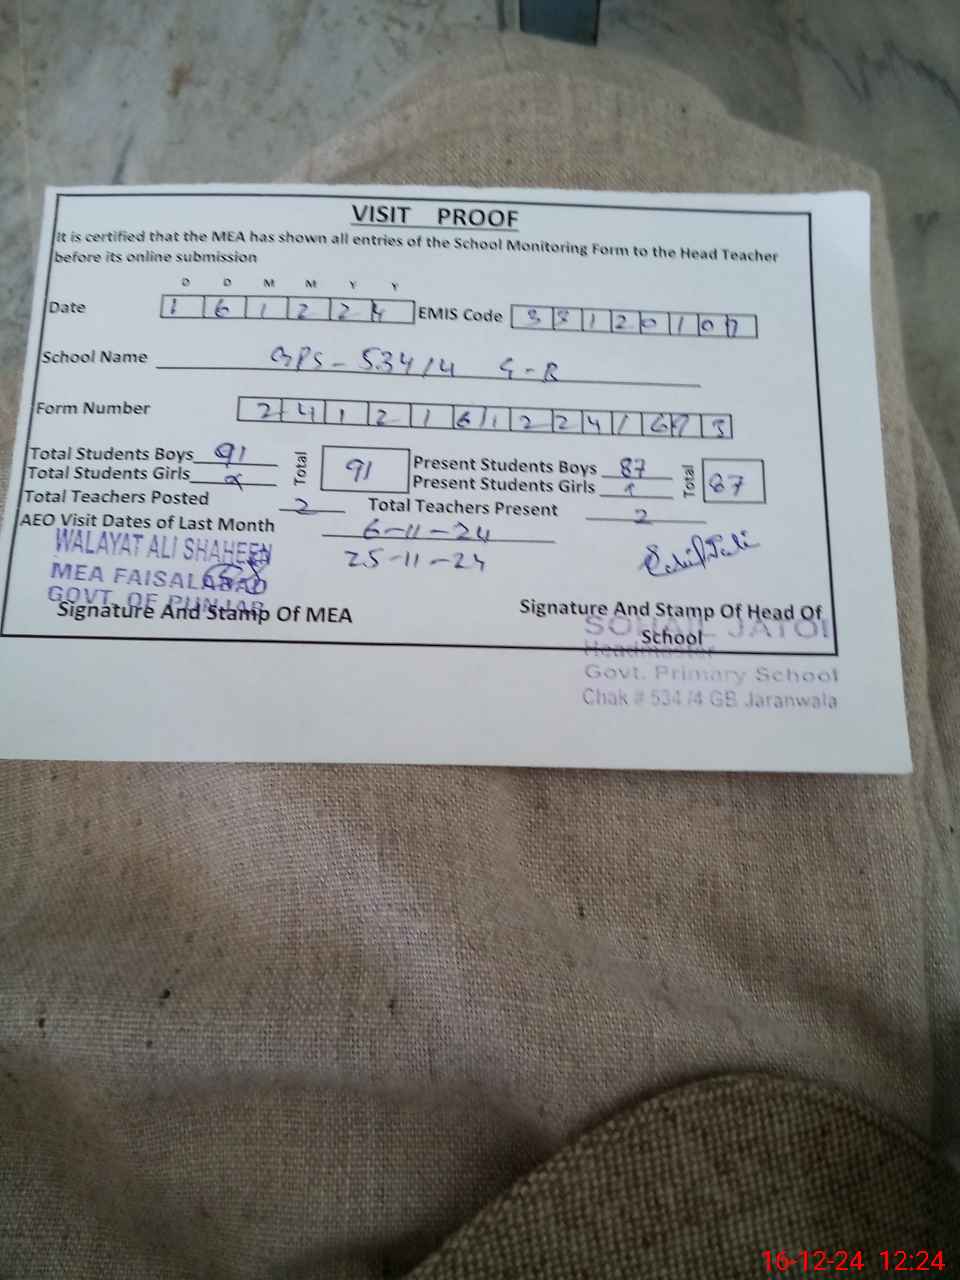 VISIT PROOF
It is certified that the MEA has shown all entries of the School Monitoring Form to the Head Teacher
before its online submission
D D M M Y Y
Date 1 6 1 2 2 4 EMIS Code 3 3 1 2 0 1 0 7
School Name GPS - 534/4 G-B
Form Number 2 4 1 2 1 6 1 2 2 4 1 6 7 3
Total Students Boys 91 Total 91 Present Students Boys 87 Total 87
Total Students Girls x Present Students Girls x
Total Teachers Posted 2 Total Teachers Present 2
AEO Visit Dates of Last Month 6-11-24
25-11-24
WALAYAT ALI SHAHEEN
MEA FAISALABAD
GOVT. OF PUNJAB
Signature And Stamp Of MEA
Signature And Stamp Of Head Of
School
SOHAIL JATOI
Headmaster
Govt. Primary School
Chak # 534 /4 GB Jaranwala
16-12-24 12:24